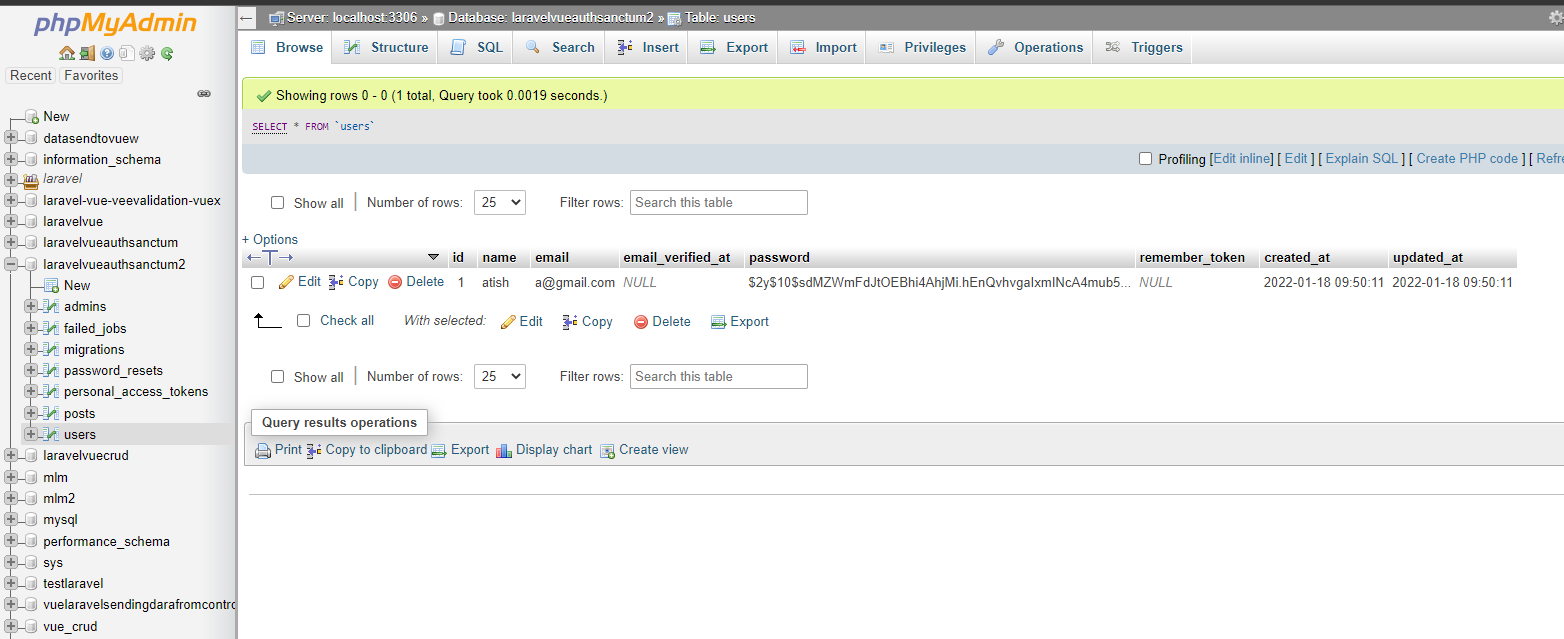 phpMyAdmin
Recent Favorites
New
datasendtovuew
information_schema
laravel
laravel-vue-veevalidation-vuex
laravelvue
laravelvueauthsanctum
laravelvueauthsanctum2
New
admins
failed_jobs
migrations
password_resets
personal_access_tokens
posts
users
laravelvuecrud
mlm
mlm2
mysql
performance_schema
sys
testlaravel
vuelaravelsendingdarafromcontro
vue_crud
Server: localhost:3306 » Database: laravelvueauthsanctum2 » Table: users
Browse Structure SQL Search Insert Export Import Privileges Operations Triggers
Showing rows 0 - 0 (1 total, Query took 0.0019 seconds.)
SELECT * FROM `users`
Profiling [Edit inline] [ Edit ] [ Explain SQL ] [ Create PHP code ] [ Refre
Show all Number of rows: 25 Filter rows: Search this table
+ Options
id name email email_verified_at password remember_token created_at updated_at
Edit Copy Delete 1 atish a@gmail.com NULL $2y$10$sdMZWmFdJtOEBhi4AhjMi.hEnQvhvgaIxmINcA4mub5... NULL 2022-01-18 09:50:11 2022-01-18 09:50:11
Check all With selected: Edit Copy Delete Export
Show all Number of rows: 25 Filter rows: Search this table
Query results operations
Print Copy to clipboard Export Display chart Create view